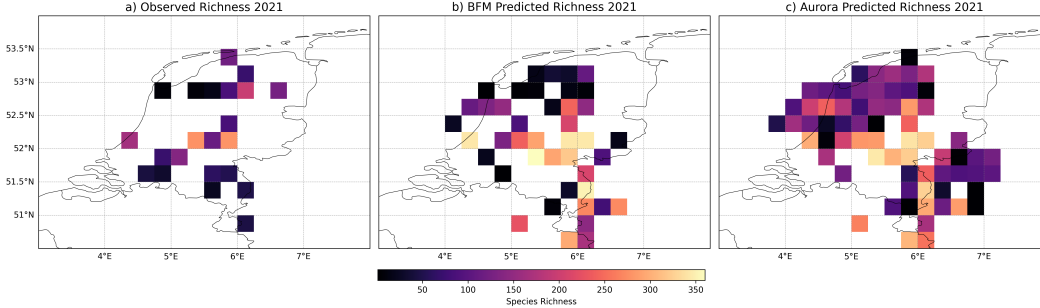 a) Observed Richness 2021
b) BFM Predicted Richness 2021
c) Aurora Predicted Richness 2021
53.5°N
53°N
52.5°N
52°N
51.5°N
51°N
4°E 5°E 6°E 7°E
4°E 5°E 6°E 7°E
4°E 5°E 6°E 7°E
50 100 150 200 250 300 350
Species Richness